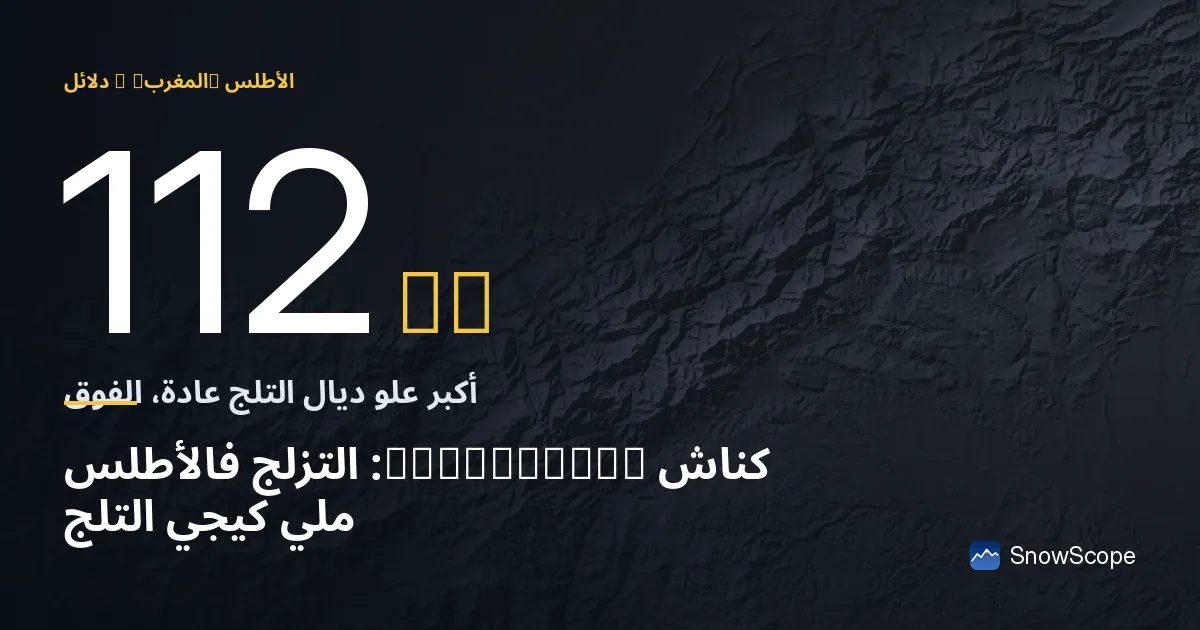 الأطلس المغرب دلائل
112
أكبر علو ديال التلج عادة، الفوق
كناش : التزلج فالأطلس
ملي كيجي التلج
SnowScope